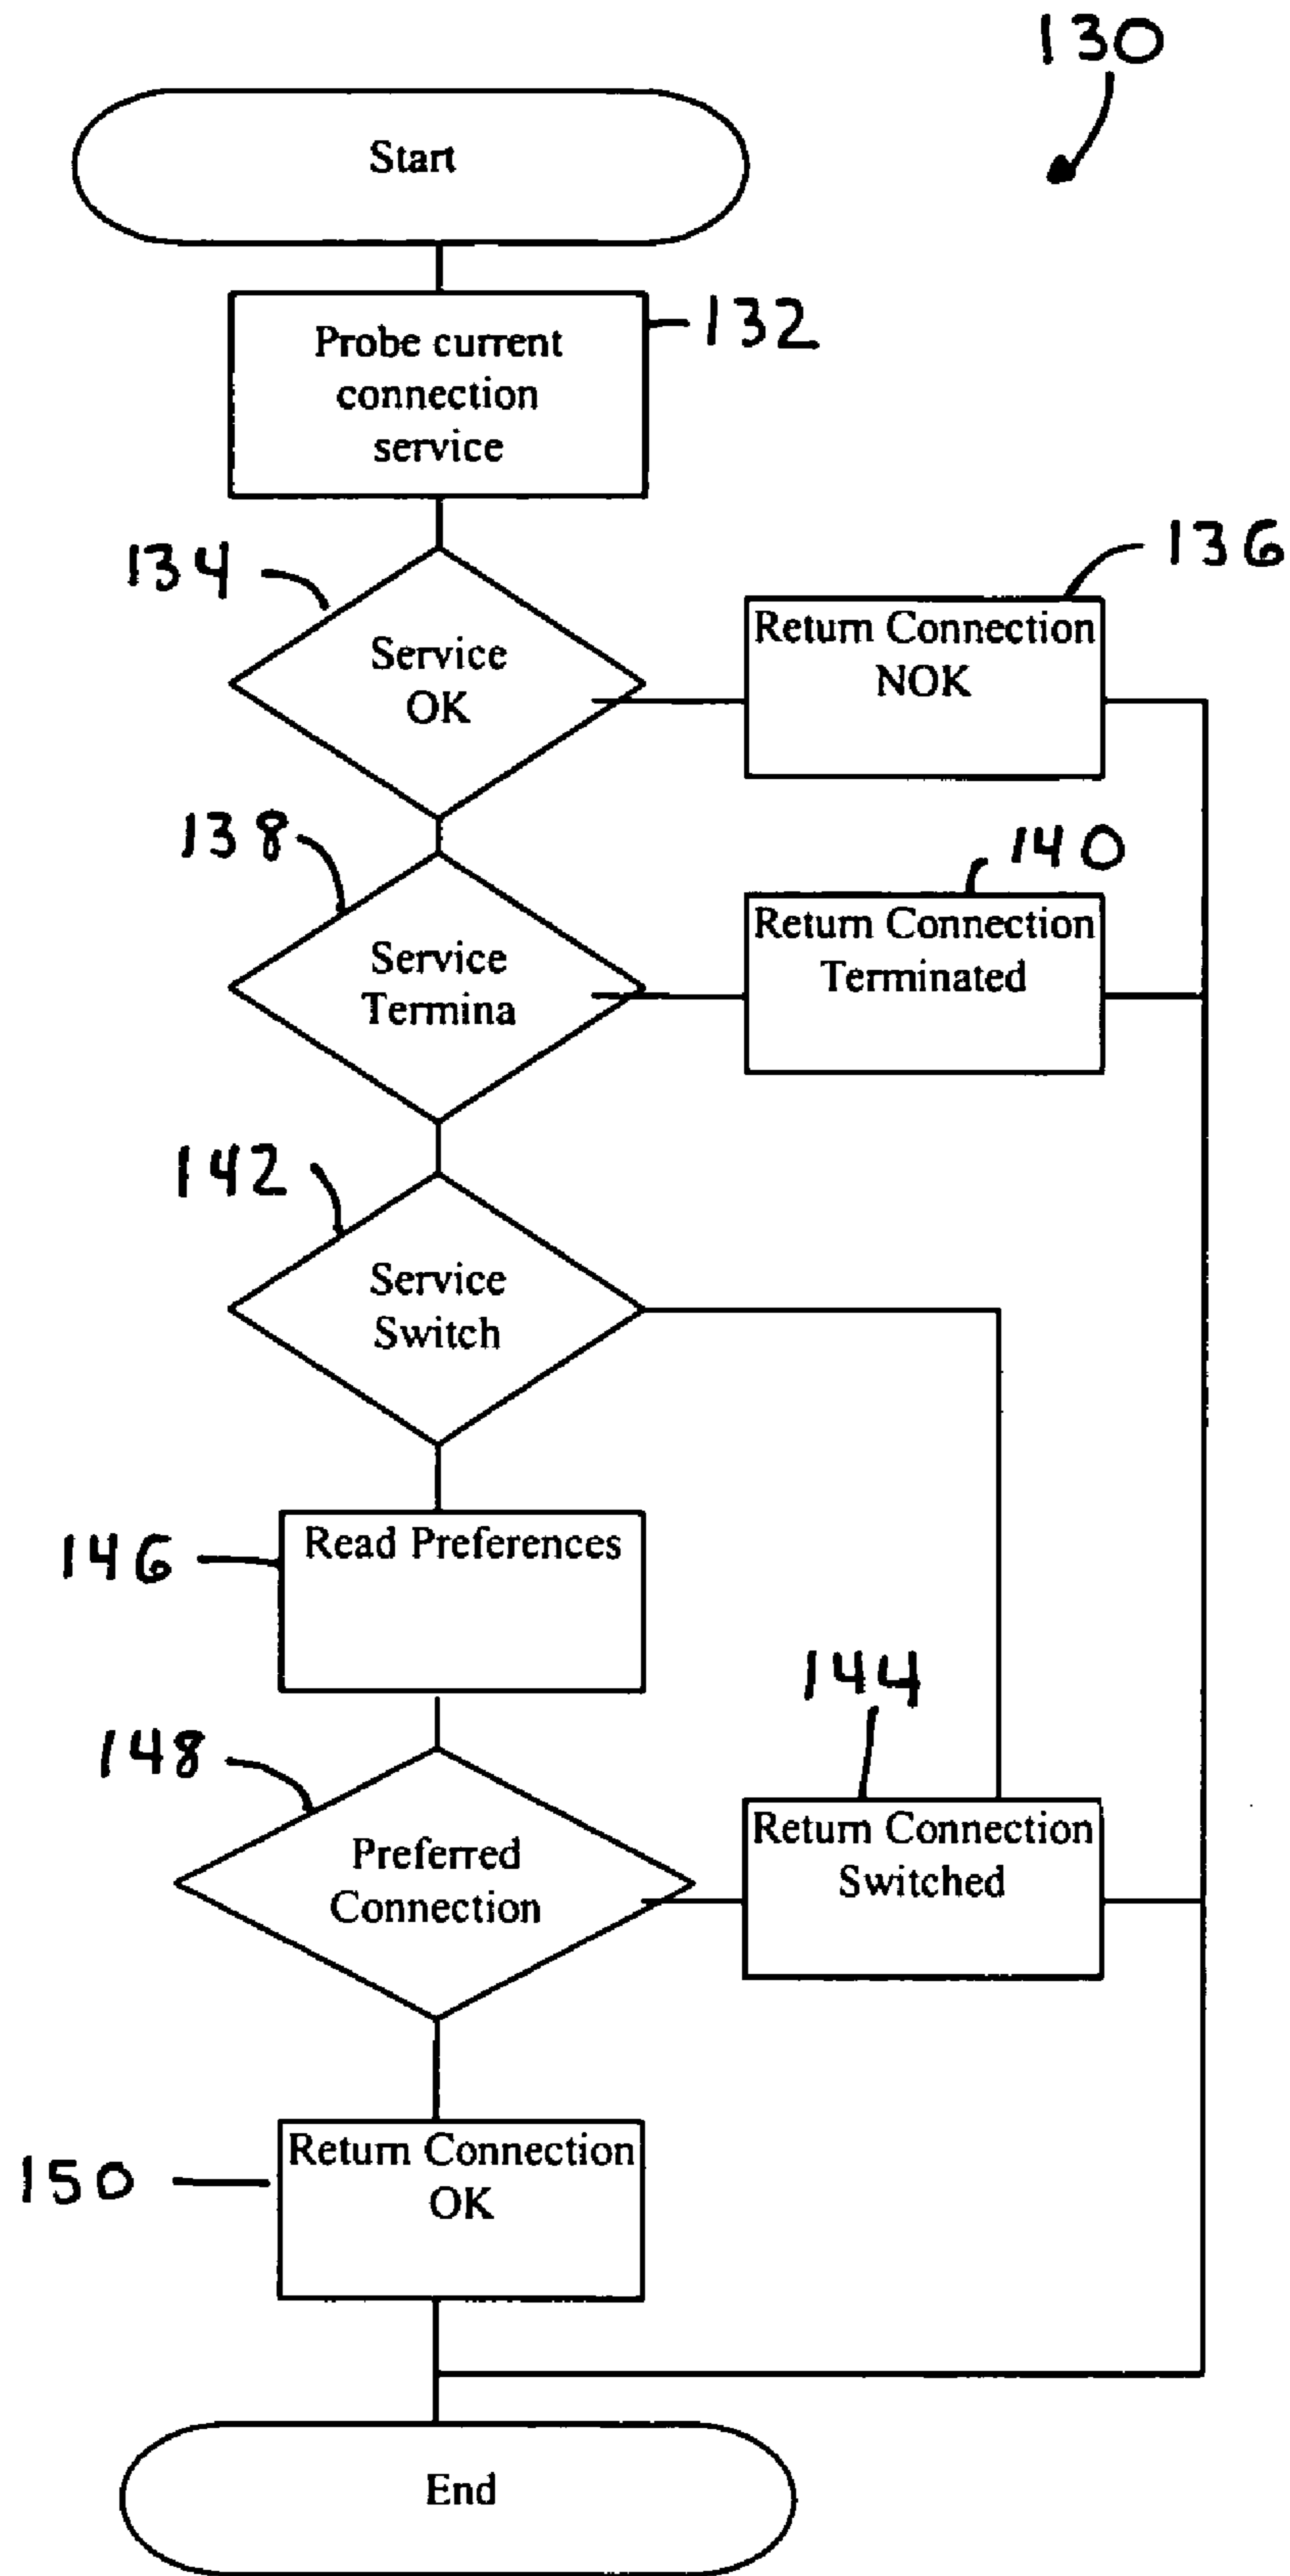 130
Start
Probe current
connection
service
132
134
Service
OK
136
Return Connection
NOK
138
Service
Termina
140
Return Connection
Terminated
142
Service
Switch
146
Read Preferences
144
Return Connection
Switched
148
Preferred
Connection
150
Return Connection
OK
End